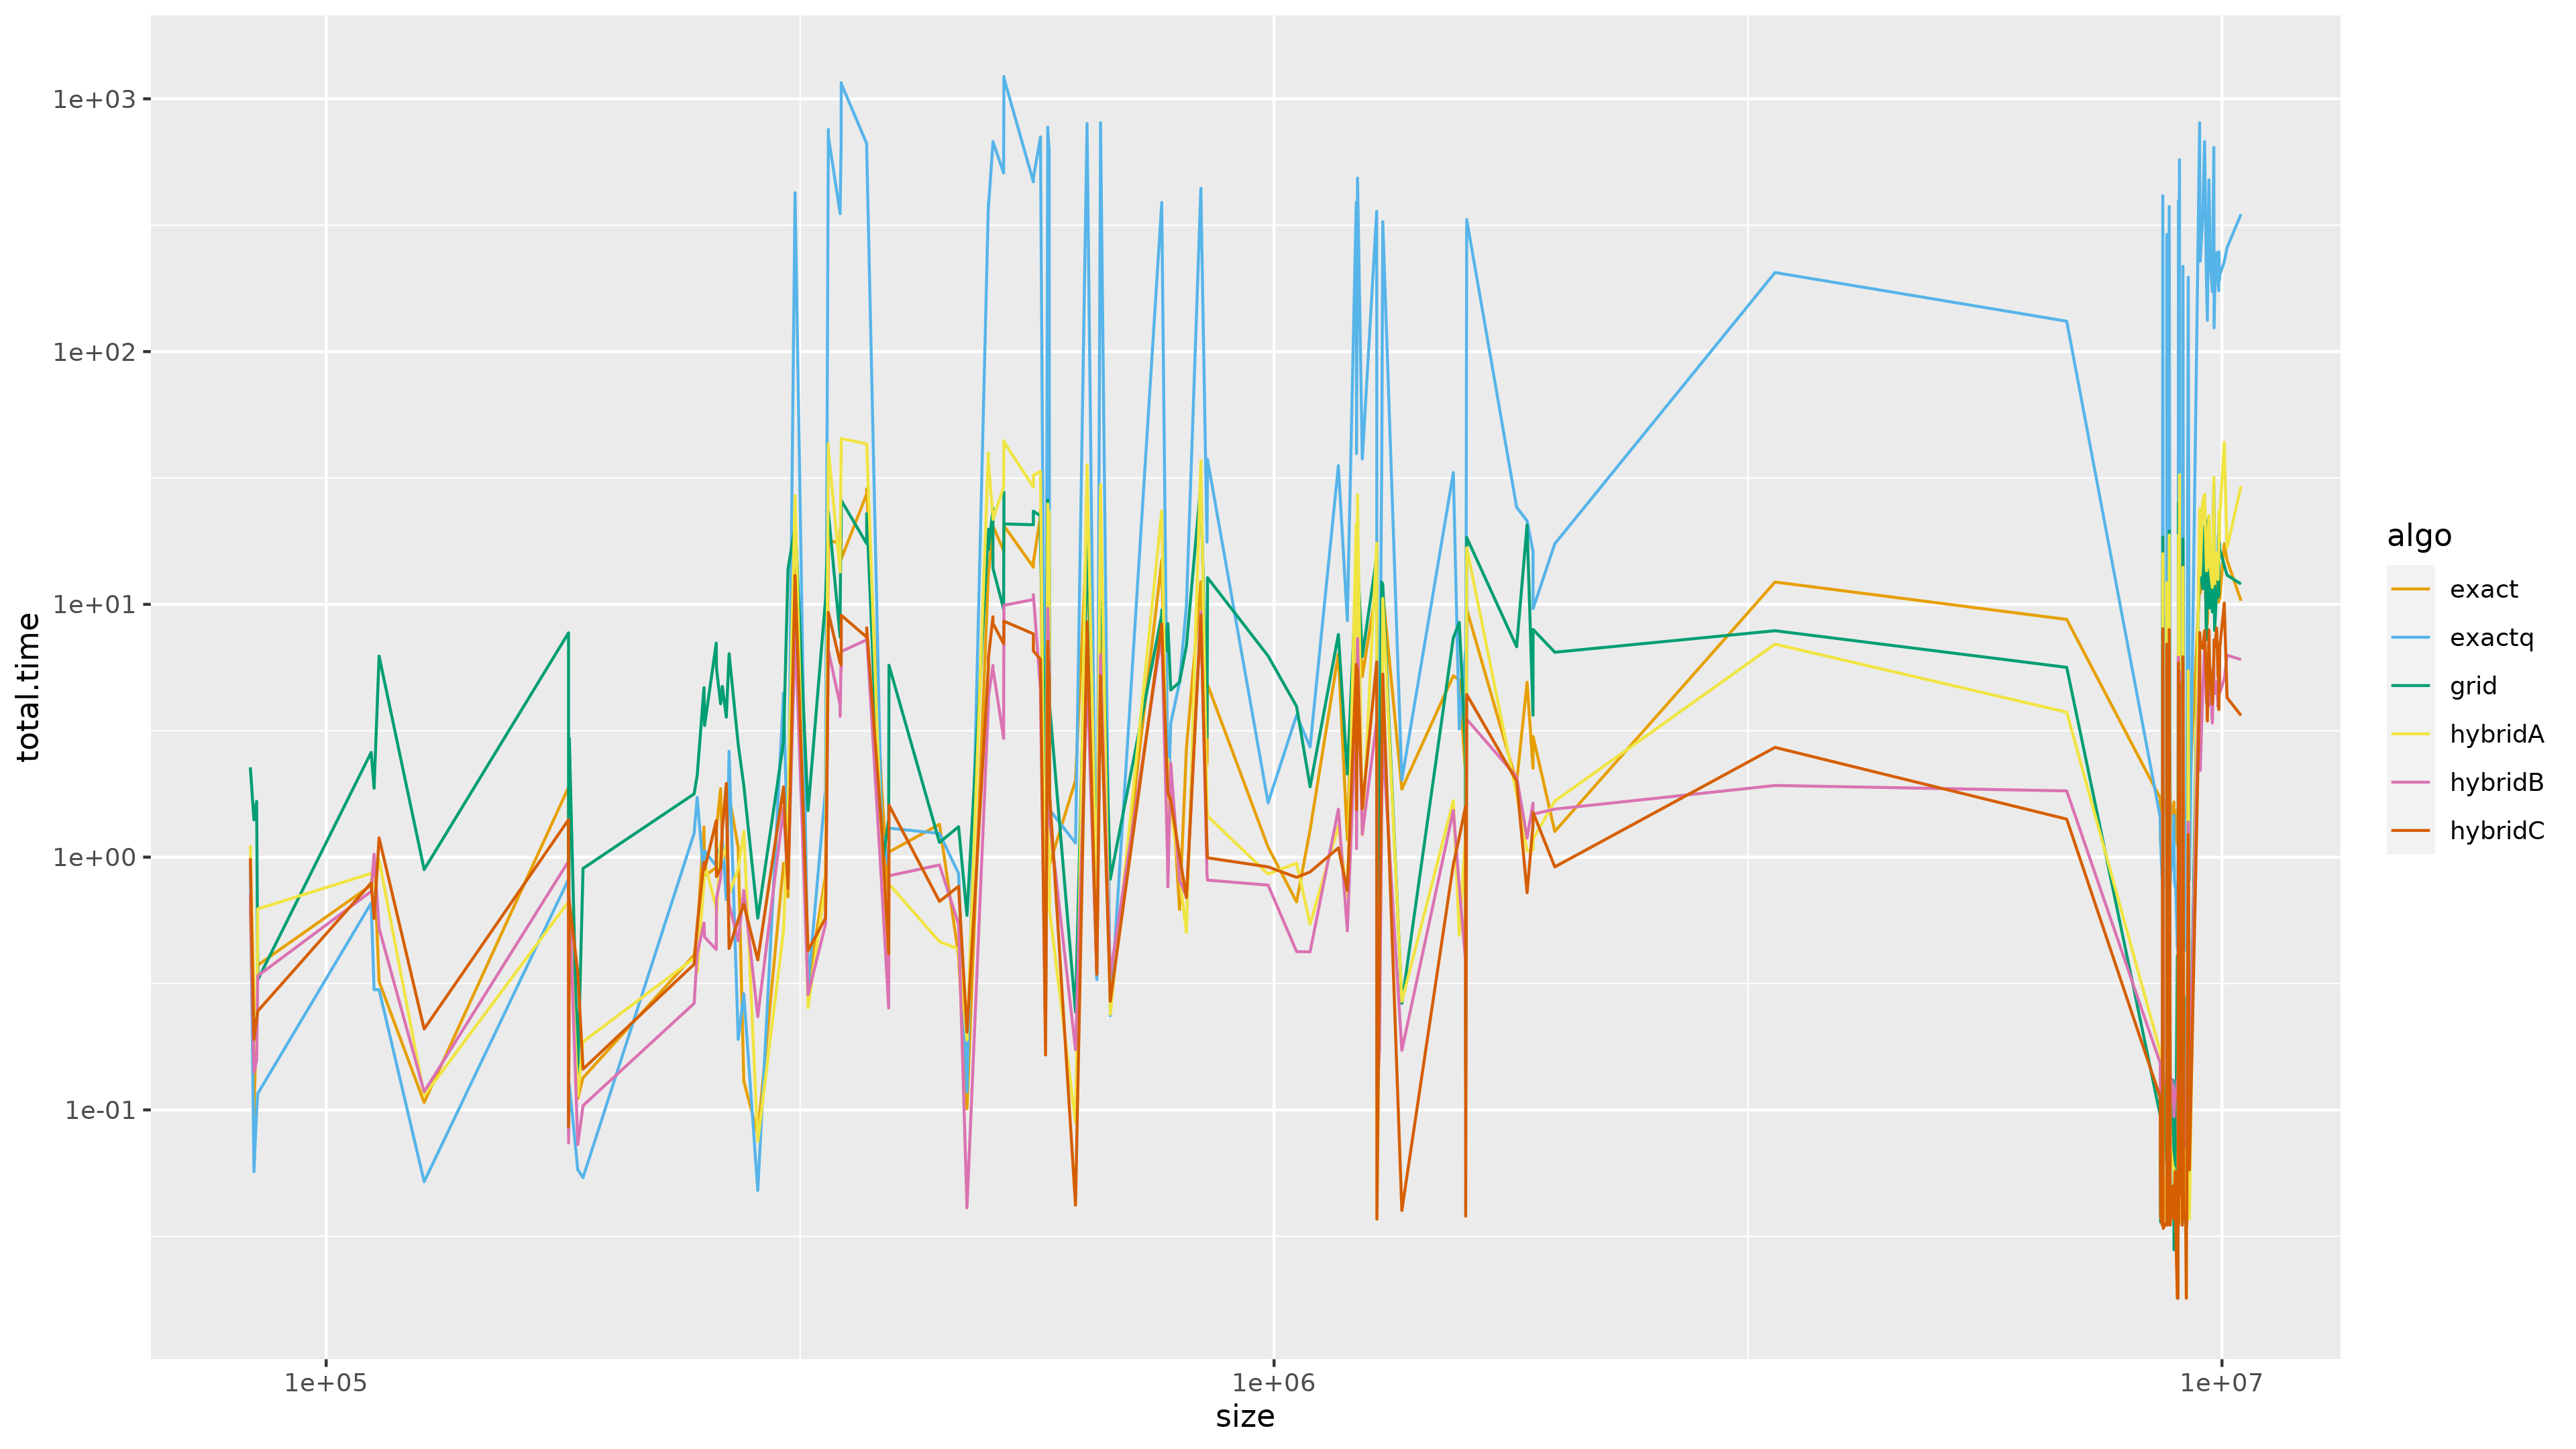 1e+03
1e+02
1e+01
1e+00
1e-01
total.time
1e+05
1e+06
1e+07
size
algo
exact
exactq
grid
hybridA
hybridB
hybridC